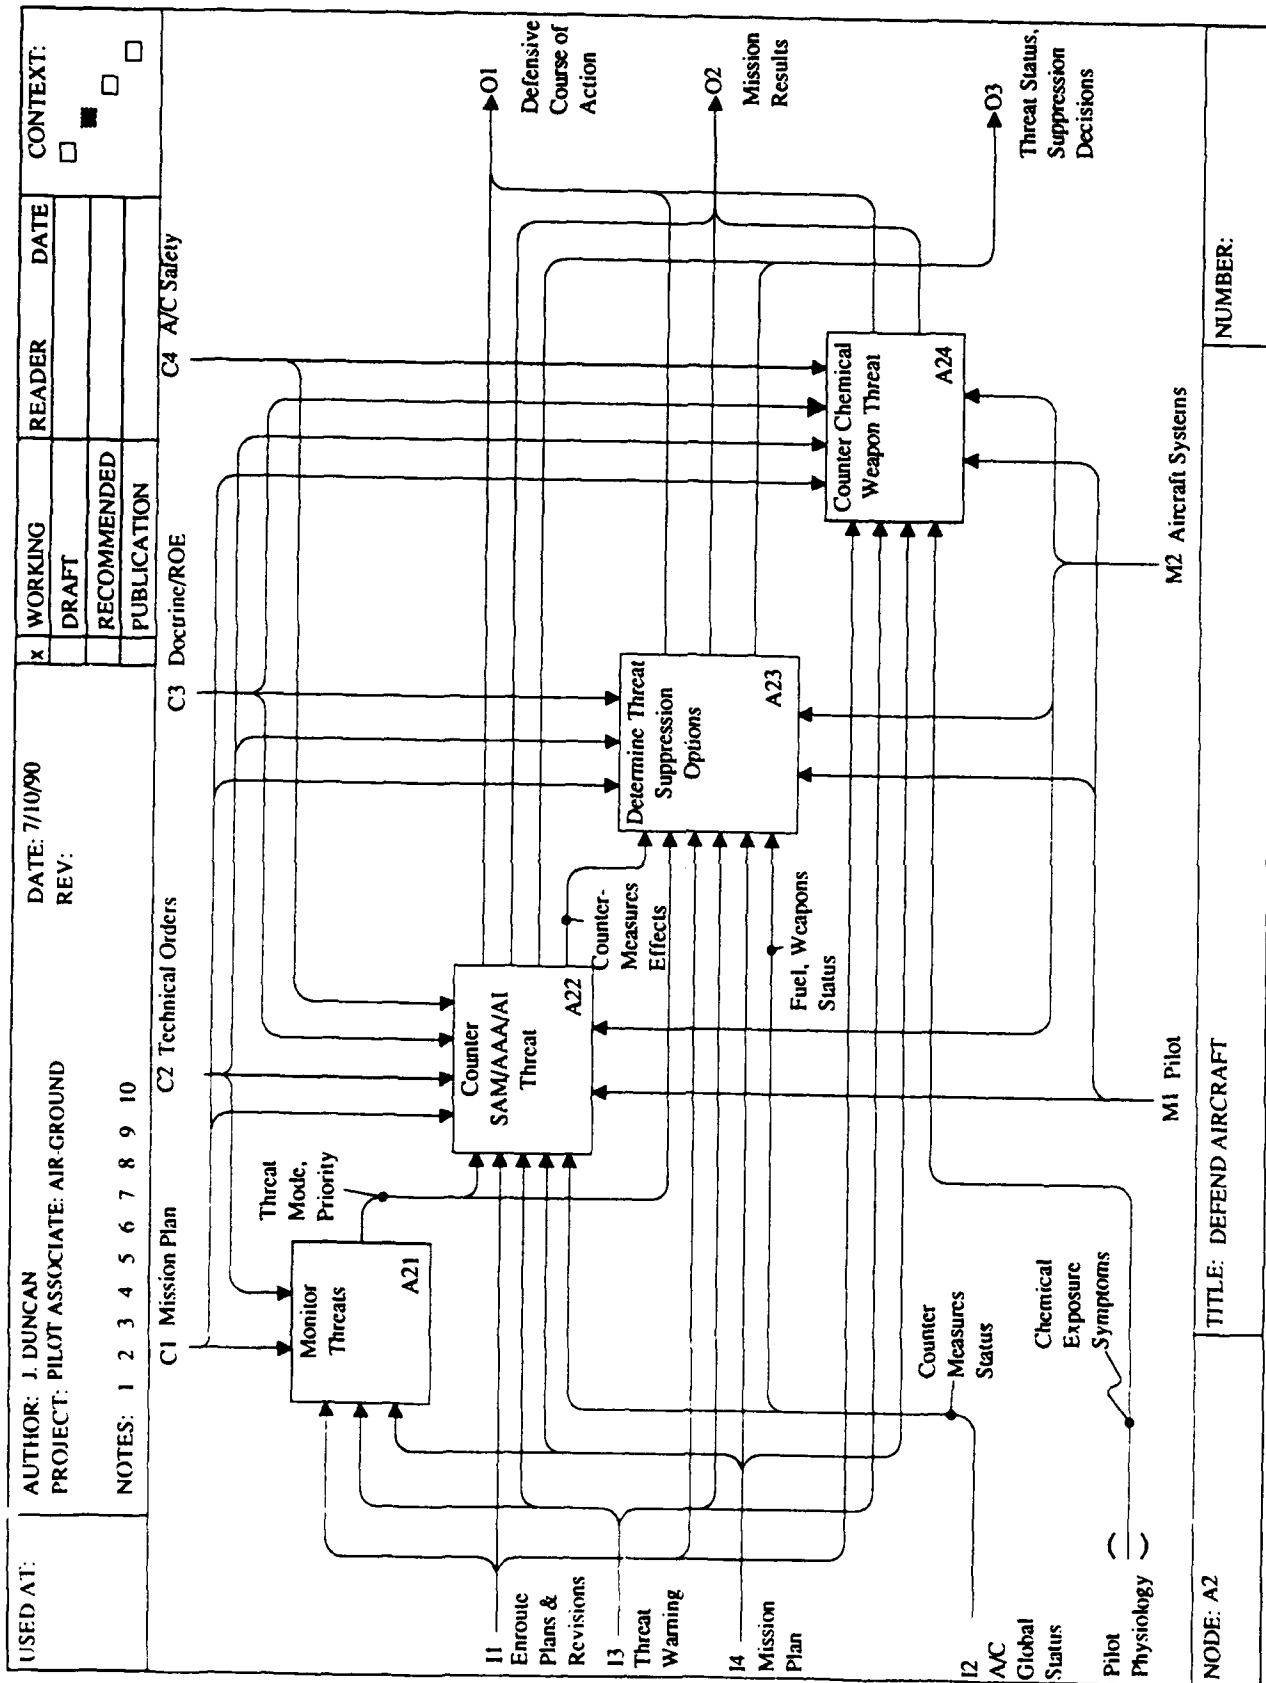 USED AT:
AUTHOR: J. DUNCAN
PROJECT: PILOT ASSOCIATE: AIR-GROUND
DATE: 7/10/90
REV:
NOTES: 1 2 3 4 5 6 7 8 9 10
x WORKING
DRAFT
RECOMMENDED
PUBLICATION
READER DATE
CONTEXT:
C1 Mission Plan
C2 Technical Orders
C3 Doctrine/ROE
C4 A/C Safety
Monitor
Threats
A21
Threat
Mode,
Priority
Counter
SAM/AAA/AI
Threat
A22
Counter-
Measures
Effects
Determine Threat
Suppression
Options
A23
Fuel, Weapons
Status
Counter Chemical
Weapon Threat
A24
O1
Defensive
Course of
Action
O2
Mission
Results
O3
Threat Status,
Suppression
Decisions
I1
Enroute
Plans &
Revisions
I3
Threat
Warning
I4
Mission
Plan
I2
A/C
Global
Status
Pilot
Physiology
( )
Counter
Measures
Status
Chemical
Exposure
Symptoms
M1 Pilot
M2 Aircraft Systems
NODE: A2
TITLE: DEFEND AIRCRAFT
NUMBER: